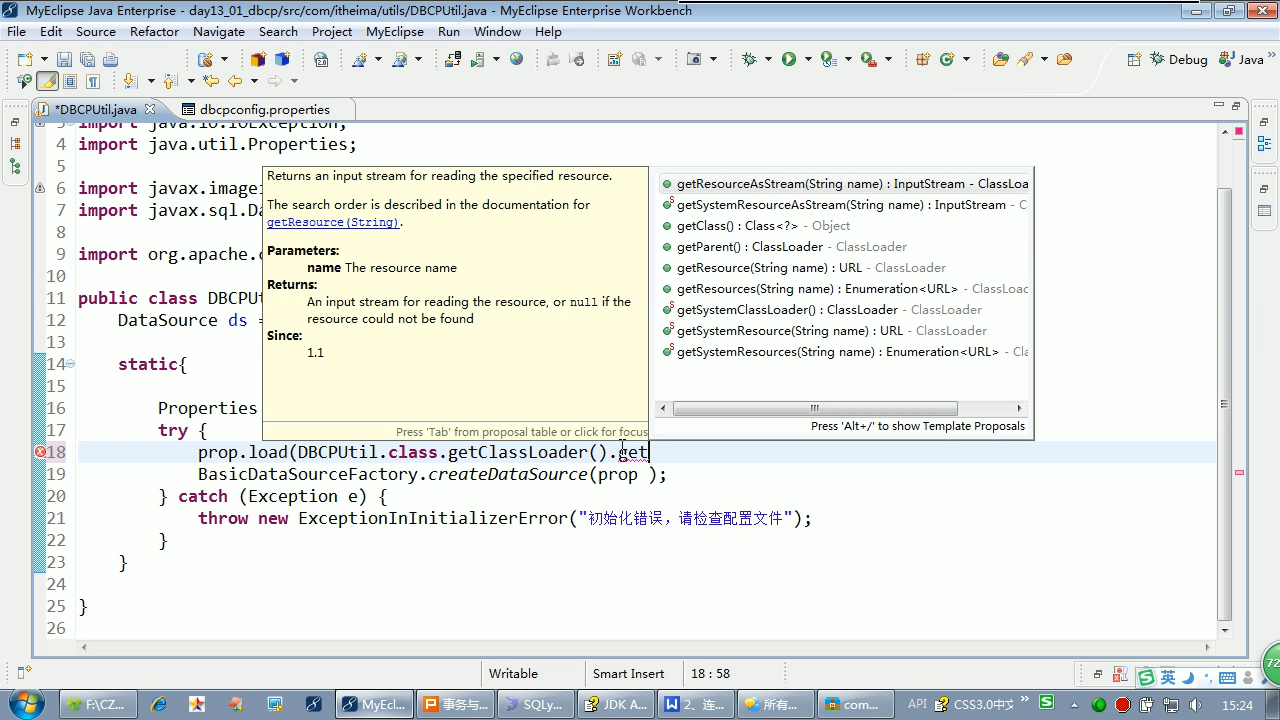 MyEclipse Java Enterprise - day13_01_dbcp/src/com/itheima/utils/DBCPUtil.java - MyEclipse Enterprise Workbench
File Edit Source Refactor Navigate Search Project MyEclipse Run Window Help
Debug Java
*DBCPUtil.java dbcpconfig.properties
import java.io.IOException;
4 import java.util.Properties;
5
6 import javax.imagei
7 import javax.sql.Da
8
9 import org.apache.c
10
11 public class DBCPUt
12 DataSource ds =
13
14 static{
15
16 Properties
17 try {
18 prop.load(DBCPUtil.class.getClassLoader().get
19 BasicDataSourceFactory.createDataSource(prop );
20 } catch (Exception e) {
21 throw new ExceptionInInitializerError("初始化错误，请检查配置文件");
22 }
23 }
24
25 }
26
Returns an input stream for reading the specified resource.
The search order is described in the documentation for
getResource(String).
Parameters:
name The resource name
Returns:
An input stream for reading the resource, or null if the
resource could not be found
Since:
1.1
Press 'Tab' from proposal table or click for focus
getResourceAsStream(String name) : InputStream - ClassLoa
getSystemResourceAsStream(String name) : InputStream - C
getClass() : Class<?> - Object
getParent() : ClassLoader - ClassLoader
getResource(String name) : URL - ClassLoader
getResources(String name) : Enumeration<URL> - ClassLoad
getSystemClassLoader() : ClassLoader - ClassLoader
getSystemResource(String name) : URL - ClassLoader
getSystemResources(String name) : Enumeration<URL> - Cla
Press 'Alt+/' to show Template Proposals
Writable Smart Insert 18 : 58
英
72
F:\CZ... MyEcl... 事务与... SQLy... JDK A... 2、连... 所有... com... API CSS3.0中文 15:24